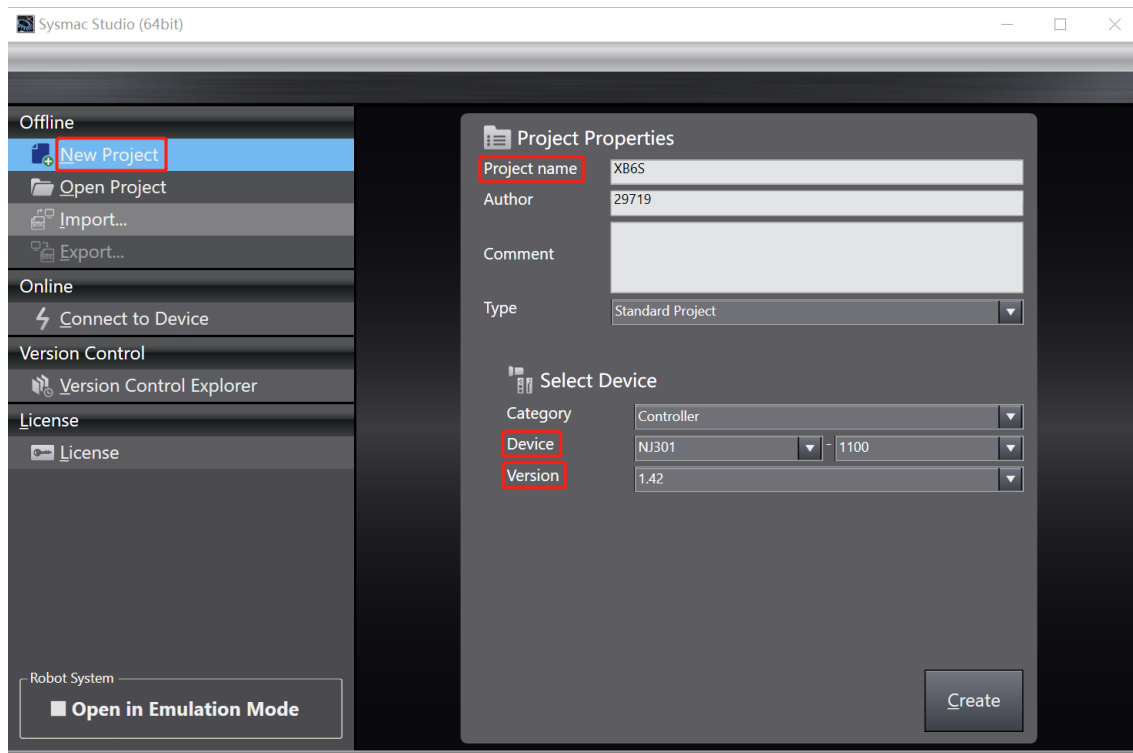 Sysmac Studio (64bit)
Offline
New Project
Open Project
Import...
Export...
Online
Connect to Device
Version Control
Version Control Explorer
License
License
Robot System
Open in Emulation Mode
Project Properties
Project name XB6S
Author 29719
Comment
Type Standard Project
Select Device
Category Controller
Device NJ301 - 1100
Version 1.42
Create